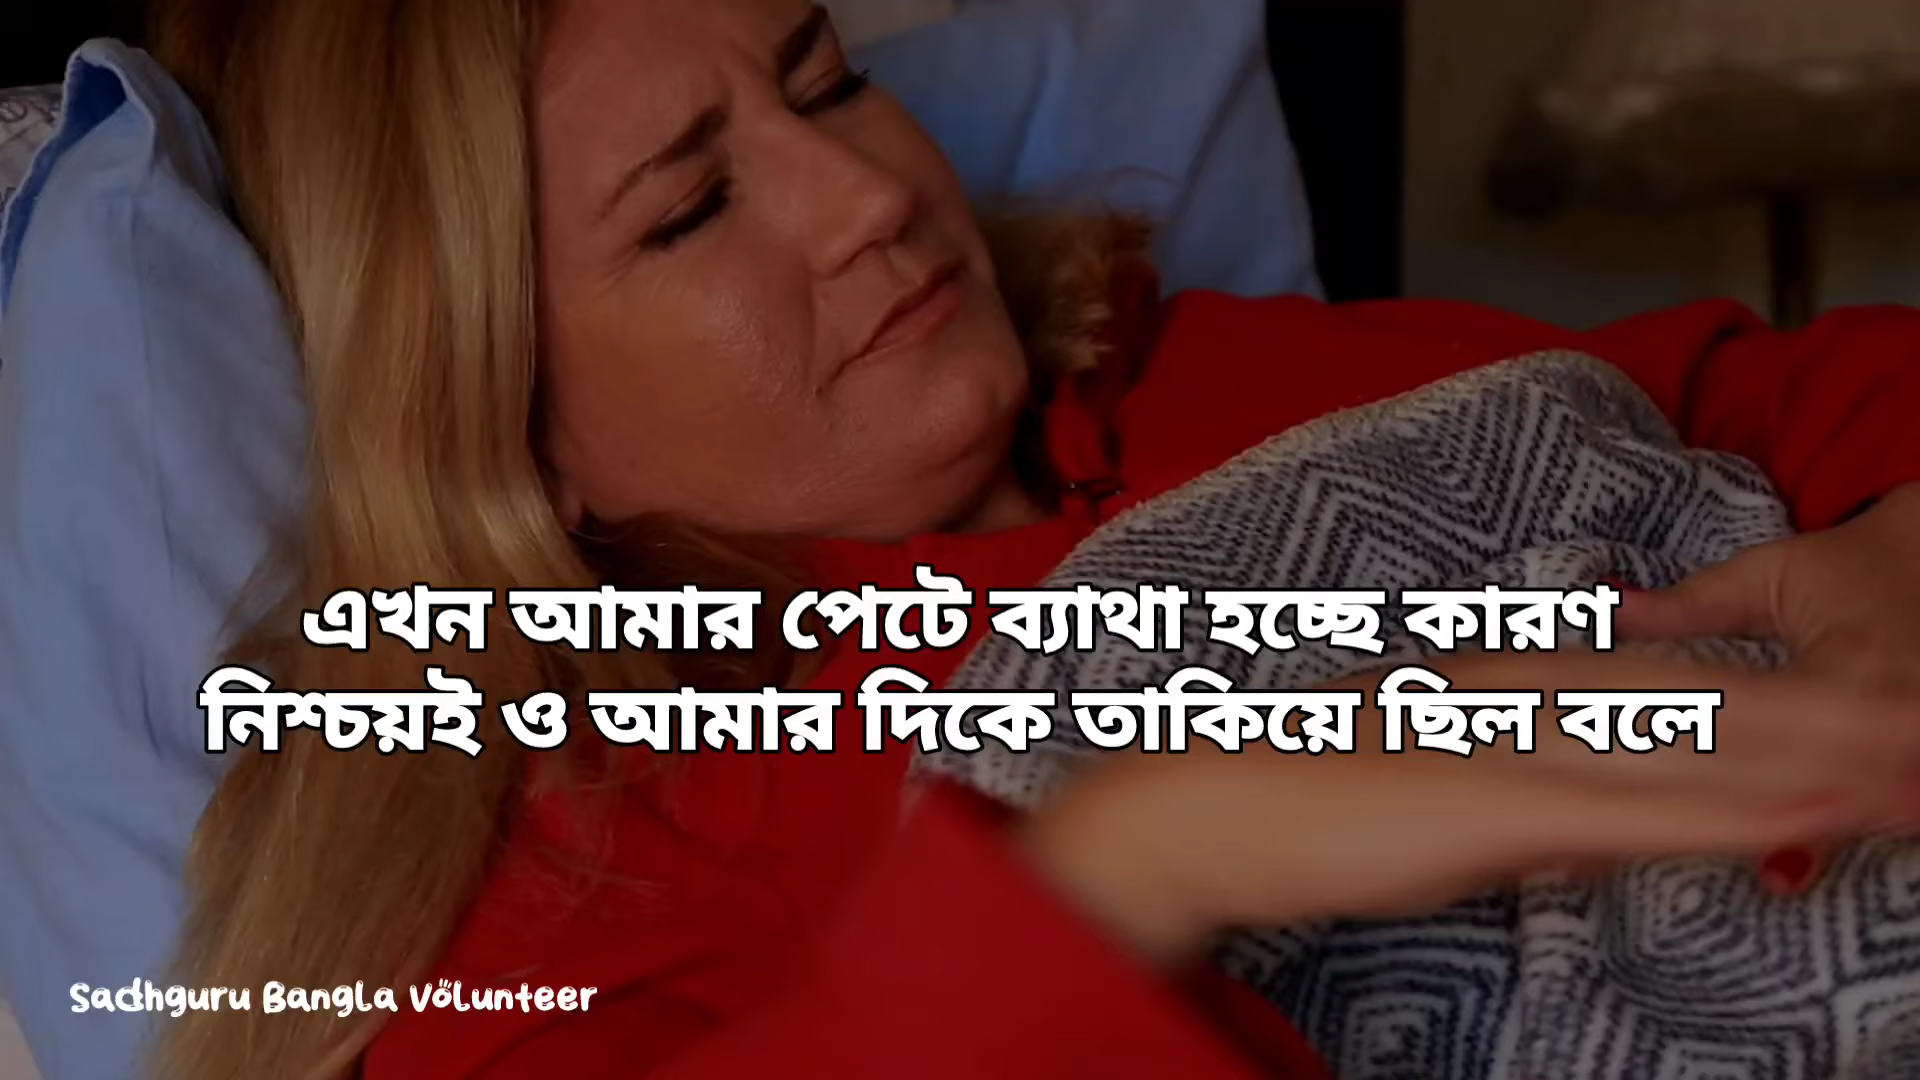 এখন আমার পেটে ব্যাথা হচ্ছে কারণ
নিশ্চয়ই ও আমার দিকে তাকিয়ে ছিল বলে
Sadhguru Bangla Volunteer